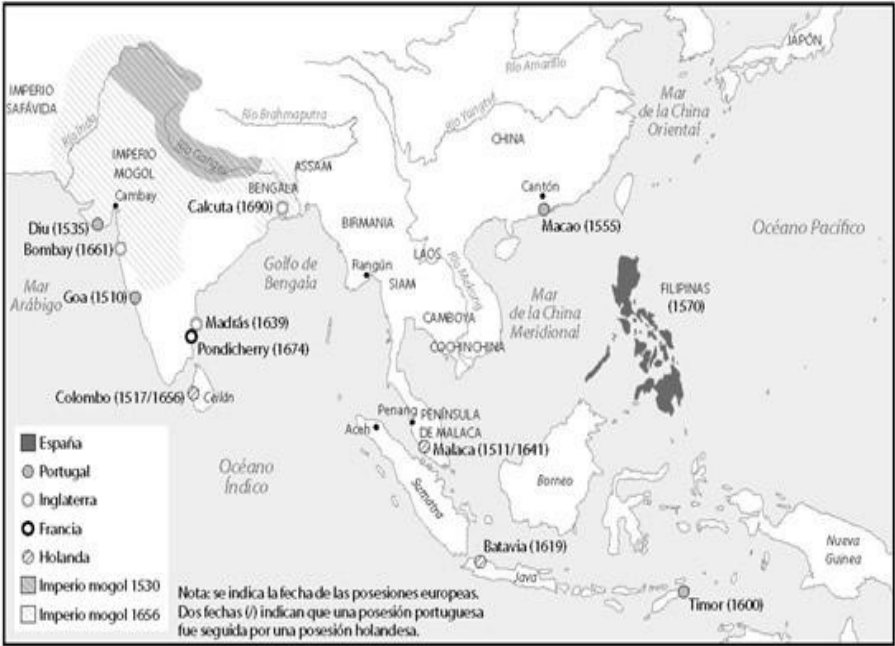 JAPÓN
Río Amarillo
IMPERIO
SAFÁVIDA
Mar
de la China
Oriental
Río Indo
Río Brahmaputra
Río Yangtsé
CHINA
IMPERIO
MOGOL
Río Ganges
ASSAM
BENGALA
Cambay
Cantón
Calcuta (1690)
Diu (1535)
BIRMANIA
Macao (1555)
Océano Pacífico
Bombay (1661)
LAOS
Golfo de
Bengala
Rangún
Río Mekong
Mar
Arábigo
Goa (1510)
SIAM
FILIPINAS
(1570)
Mar
de la China
Meridional
Madrás (1639)
CAMBOYA
Pondicherry (1674)
COCHINCHINA
Colombo (1517/1656)
Ceilán
Penang
PENÍNSULA
DE MALACA
Aceh
Malaca (1511/1641)
Océano
Índico
Sumatra
Borneo
Nueva
Guinea
Batavia (1619)
Java
Timor (1600)
España
Portugal
Inglaterra
Francia
Holanda
Imperio mogol 1530
Imperio mogol 1656
Nota: se indica la fecha de las posesiones europeas.
Dos fechas (/) indican que una posesión portuguesa
fue seguida por una posesión holandesa.